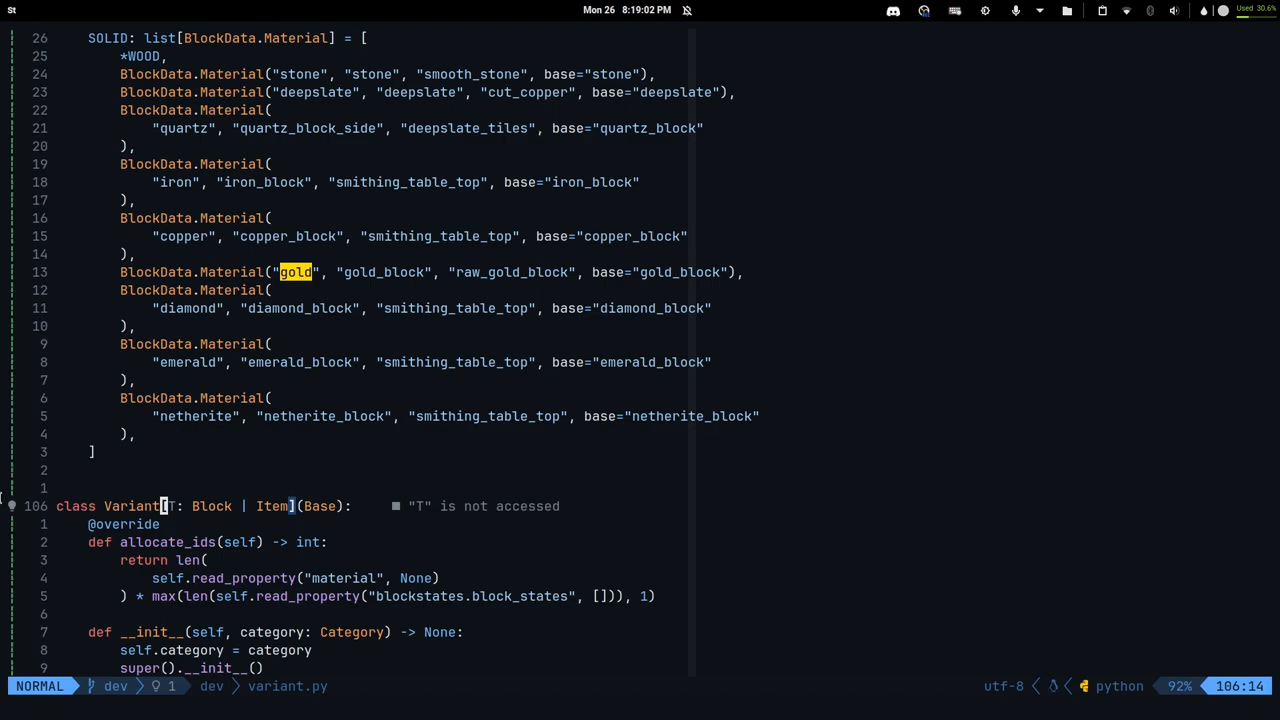 St Mon 26 8:19:02 PM Used 30.6%
26 SOLID: list[BlockData.Material] = [
25 *WOOD,
24 BlockData.Material("stone", "stone", "smooth_stone", base="stone"),
23 BlockData.Material("deepslate", "deepslate", "cut_copper", base="deepslate"),
22 BlockData.Material(
21 "quartz", "quartz_block_side", "deepslate_tiles", base="quartz_block"
20 ),
19 BlockData.Material(
18 "iron", "iron_block", "smithing_table_top", base="iron_block"
17 ),
16 BlockData.Material(
15 "copper", "copper_block", "smithing_table_top", base="copper_block"
14 ),
13 BlockData.Material("gold", "gold_block", "raw_gold_block", base="gold_block"),
12 BlockData.Material(
11 "diamond", "diamond_block", "smithing_table_top", base="diamond_block"
10 ),
9 BlockData.Material(
8 "emerald", "emerald_block", "smithing_table_top", base="emerald_block"
7 ),
6 BlockData.Material(
5 "netherite", "netherite_block", "smithing_table_top", base="netherite_block"
4 ),
3 ]
2
1
106 class Variant[T: Block | Item](Base): ■ "T" is not accessed
1 @override
2 def allocate_ids(self) -> int:
3 return len(
4 self.read_property("material", None)
5 ) * max(len(self.read_property("blockstates.block_states", [])), 1)
6
7 def __init__(self, category: Category) -> None:
8 self.category = category
9 super().__init__()
NORMAL dev 1 dev variant.py utf-8 python 92% 106:14